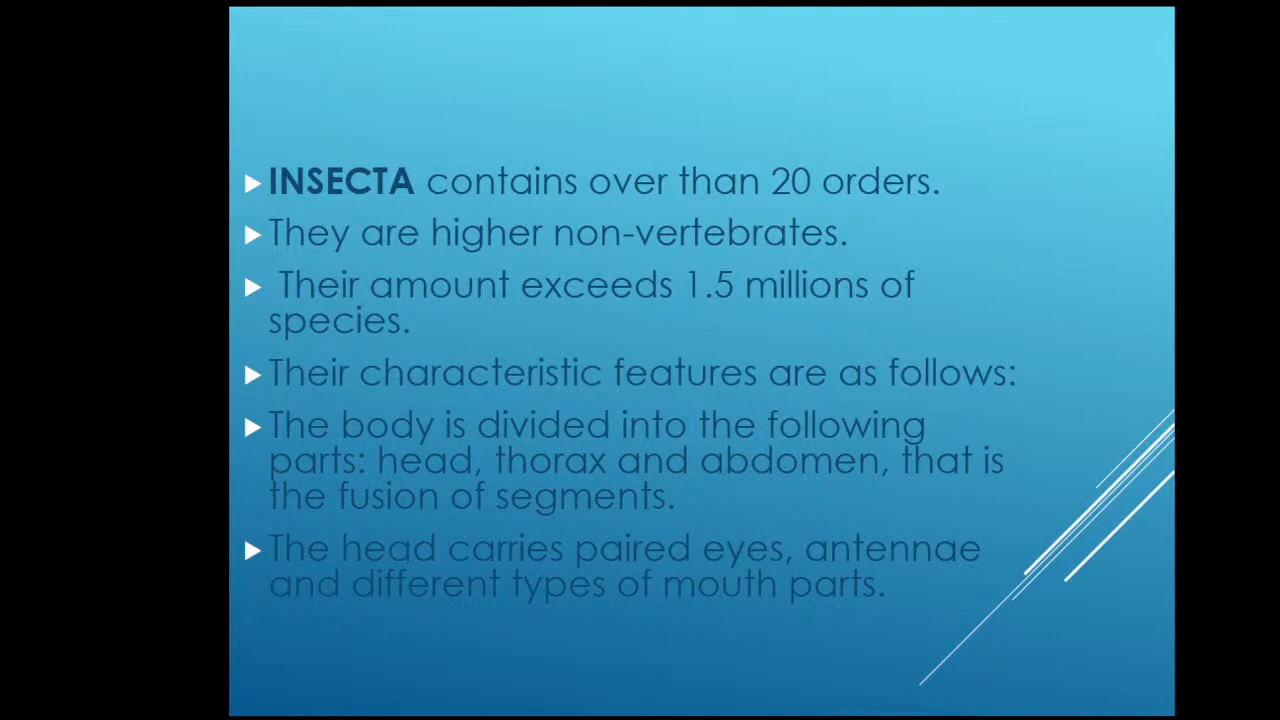 INSECTA contains over than 20 orders.
They are higher non-vertebrates.
Their amount exceeds 1.5 millions of
species.
Their characteristic features are as follows:
The body is divided into the following
parts: head, thorax and abdomen, that is
the fusion of segments.
The head carries paired eyes, antennae
and different types of mouth parts.